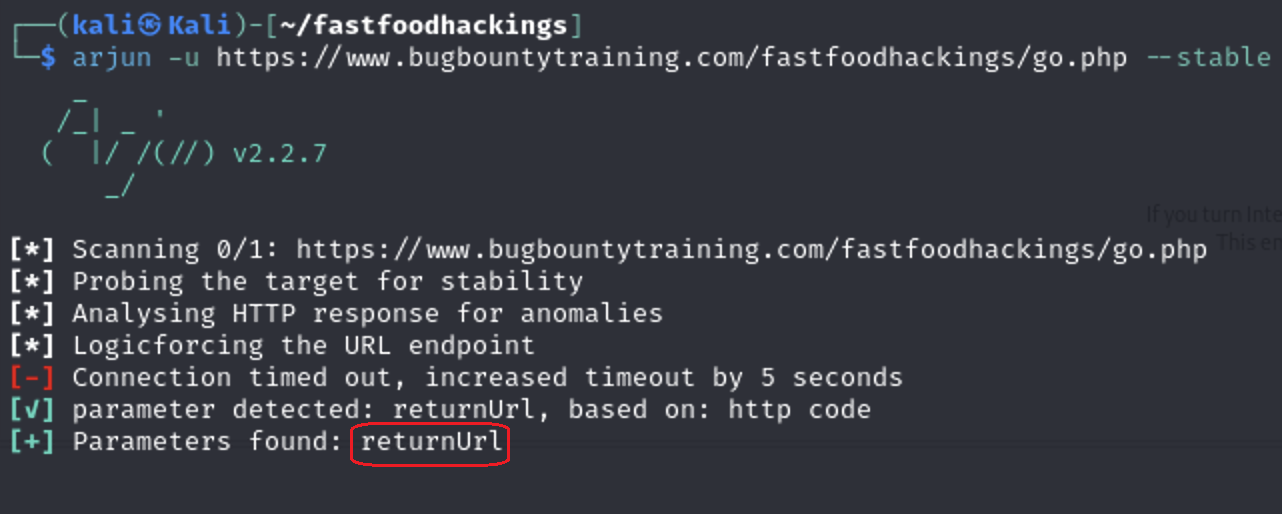 (kali㉿Kali)-[~/fastfoodhackings]
$ arjun -u https://www.bugbountytraining.com/fastfoodhackings/go.php --stable
    _
   /_| _ '
  (  |/ /(//) v2.2.7
      _/
If you turn Inte
[*] Scanning 0/1: https://www.bugbountytraining.com/fastfoodhackings/go.php
[*] Probing the target for stability
[*] Analysing HTTP response for anomalies
[*] Logicforcing the URL endpoint
[-] Connection timed out, increased timeout by 5 seconds
[√] parameter detected: returnUrl, based on: http code
[+] Parameters found: returnUrl